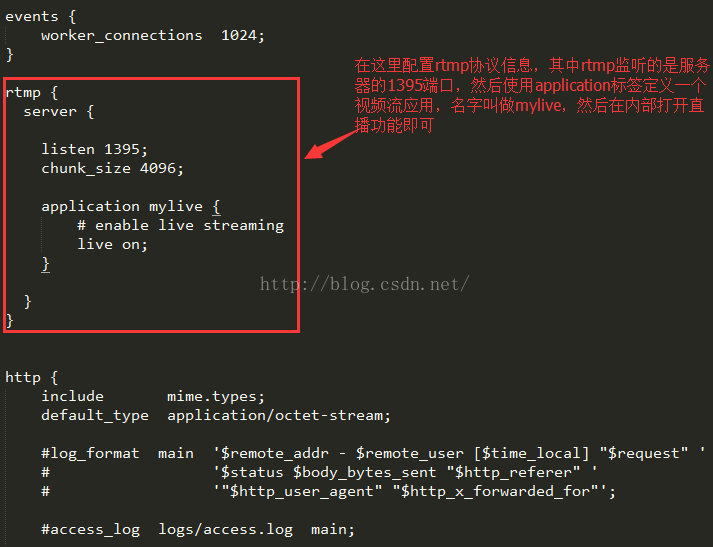 events {
worker_connections 1024;
}
在这里配置rtmp协议信息，其中rtmp监听的是服务
器的1395端口，然后使用application标签定义一个
视频流应用，名字叫做mylive，然后在内部打开直
播功能即可
rtmp {
server {
listen 1395;
chunk_size 4096;
application mylive {
# enable live streaming
live on;
}
http://blog.csdn.net/
}
}
http {
include mime.types;
default_type application/octet-stream;
#log_format main '$remote_addr - $remote_user [$time_local] "$request" '
# '$status $body_bytes_sent "$http_referer" '
# '"$http_user_agent" "$http_x_forwarded_for"';
#access_log logs/access.log main;